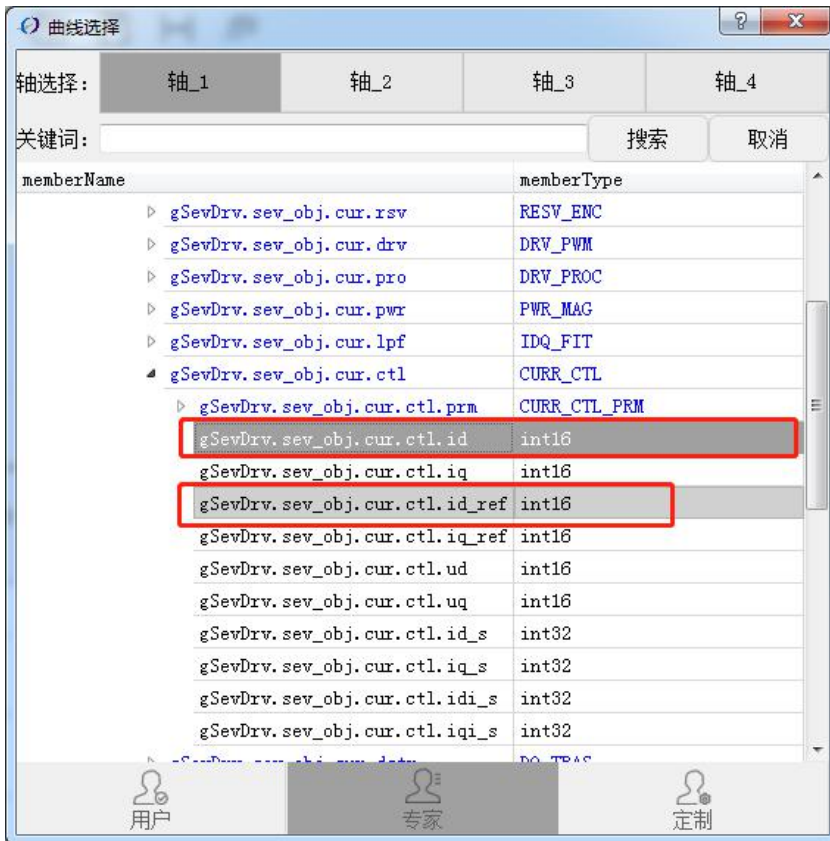 曲线选择
轴选择： 轴_1 轴_2 轴_3 轴_4
关键词： 搜索 取消
memberName memberType
gSevDrv.sev_obj.cur.rsv RESV_ENC
gSevDrv.sev_obj.cur.drv DRV_PWM
gSevDrv.sev_obj.cur.pro DRV_PROC
gSevDrv.sev_obj.cur.pwr PWR_MAG
gSevDrv.sev_obj.cur.lpf IDQ_FIT
gSevDrv.sev_obj.cur.ctl CURR_CTL
gSevDrv.sev_obj.cur.ctl.prm CURR_CTL_PRM
gSevDrv.sev_obj.cur.ctl.id int16
gSevDrv.sev_obj.cur.ctl.iq int16
gSevDrv.sev_obj.cur.ctl.id_ref int16
gSevDrv.sev_obj.cur.ctl.iq_ref int16
gSevDrv.sev_obj.cur.ctl.ud int16
gSevDrv.sev_obj.cur.ctl.uq int16
gSevDrv.sev_obj.cur.ctl.id_s int32
gSevDrv.sev_obj.cur.ctl.iq_s int32
gSevDrv.sev_obj.cur.ctl.idi_s int32
gSevDrv.sev_obj.cur.ctl.iqi_s int32
用户 专家 定制